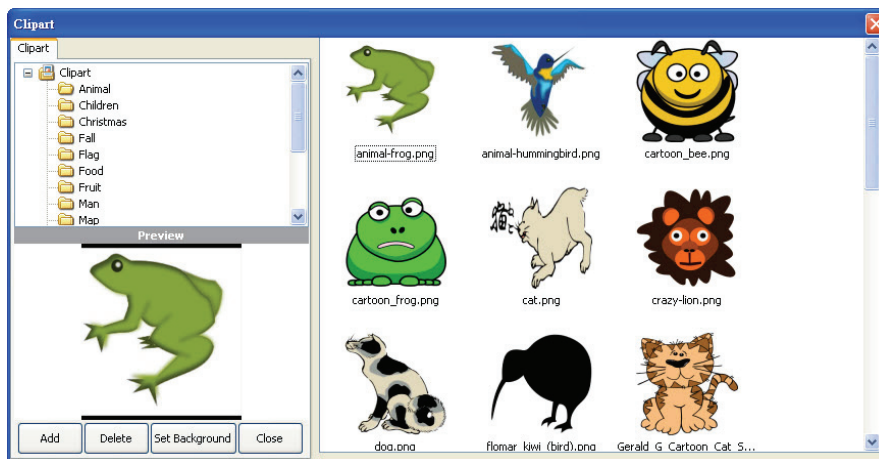 Clipart
Clipart
Clipart
Animal
Children
Christmas
Fall
Flag
Food
Fruit
Man
Map
Preview
Add
Delete
Set Background
Close
animal-frog.png
animal-hummingbird.png
cartoon_bee.png
cartoon_frog.png
猫
cat.png
crazy-lion.png
dog.png
flomar_kiwi_(bird).png
Gerald_G_Cartoon_Cat_S...